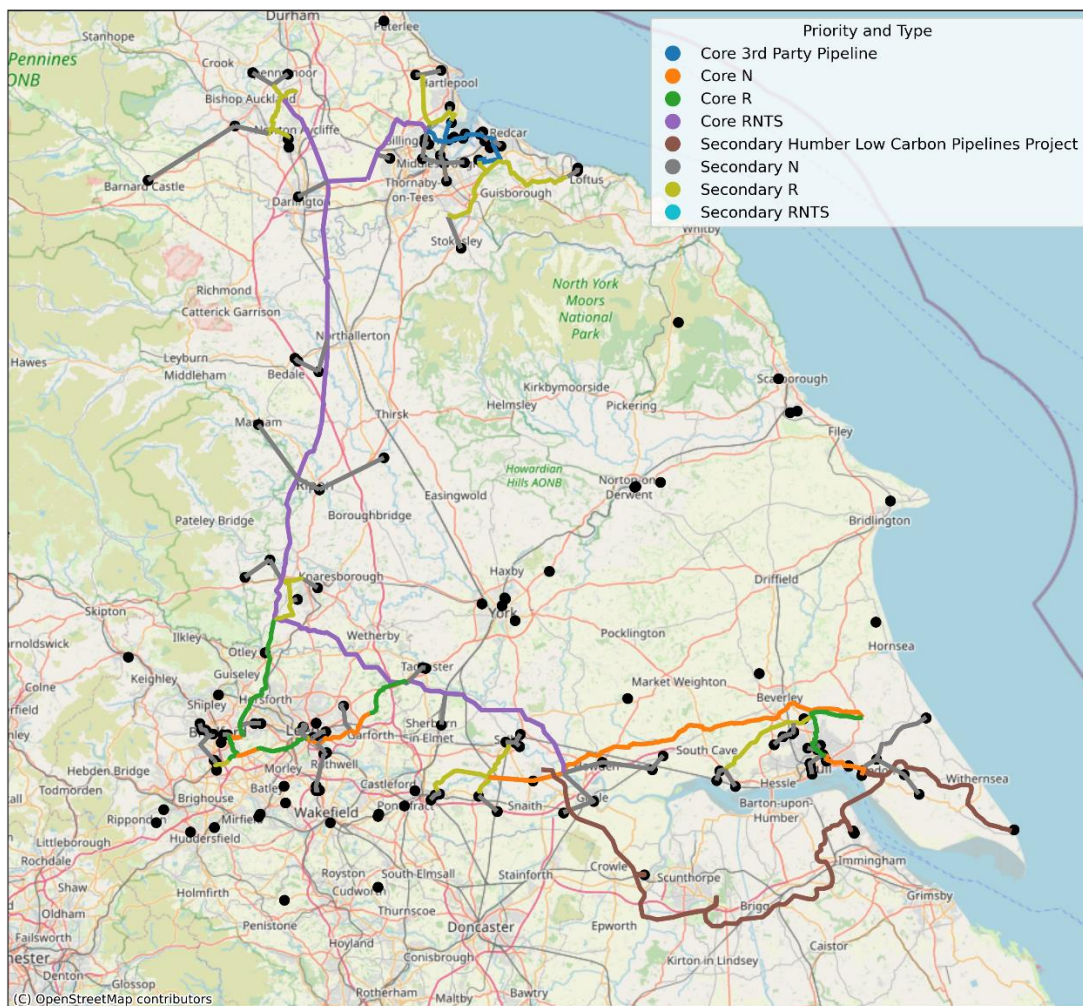 Durham
Peterlee
Stanhope
Crook
Pennines
AONB
Bishop Auckland
Hartlepool
Priority and Type
Core 3rd Party Pipeline
Core N
Core R
Core RNTS
Secondary Humber Low Carbon Pipelines Project
Secondary N
Secondary R
Secondary RNTS
Redcar
Barnard Castle
Darlington
Thornaby-
on-Tees
Guisborough
Loftus
Whitby
Richmond
Catterick Garrison
North York
Moors
National
Park
Northallerton
Hawes
Leyburn
Middleham
Bedale
Scarborough
Kirkbymoorside
Thirsk
Helmsley
Pickering
Filey
Howardian
Hills AONB
Norton-on-
Derwent
Easingwold
Pateley Bridge
Boroughbridge
Bridlington
Haxby
Knaresborough
Driffield
Skipton
York
Ilkley
Wetherby
Pocklington
Hornsea
Otley
Guiseley
Keighley
Colne
Market Weighton
Beverley
Shipley
Horsforth
Sherburn-
in-Elmet
Garforth
South Cave
Hebden Bridge
Morley
Rothwell
Castleford
Hessle
Withernsea
Todmorden
Brighouse
Snaith
Barton-upon-
Humber
Wakefield
Mirfield
Huddersfield
Littleborough
Rochdale
Immingham
Crowle
Royston
South Elmsall
Stainforth
Scunthorpe
Shaw
Holmfirth
Cudworth
Grimsby
Oldham
Thurnscoe
Epworth
Penistone
Doncaster
Failsworth
Hoyland
Caistor
Conisbrough
Kirton in Lindsey
Denton
Glossop
Rotherham
Maltby
Bawtry
(C) OpenStreetMap contributors